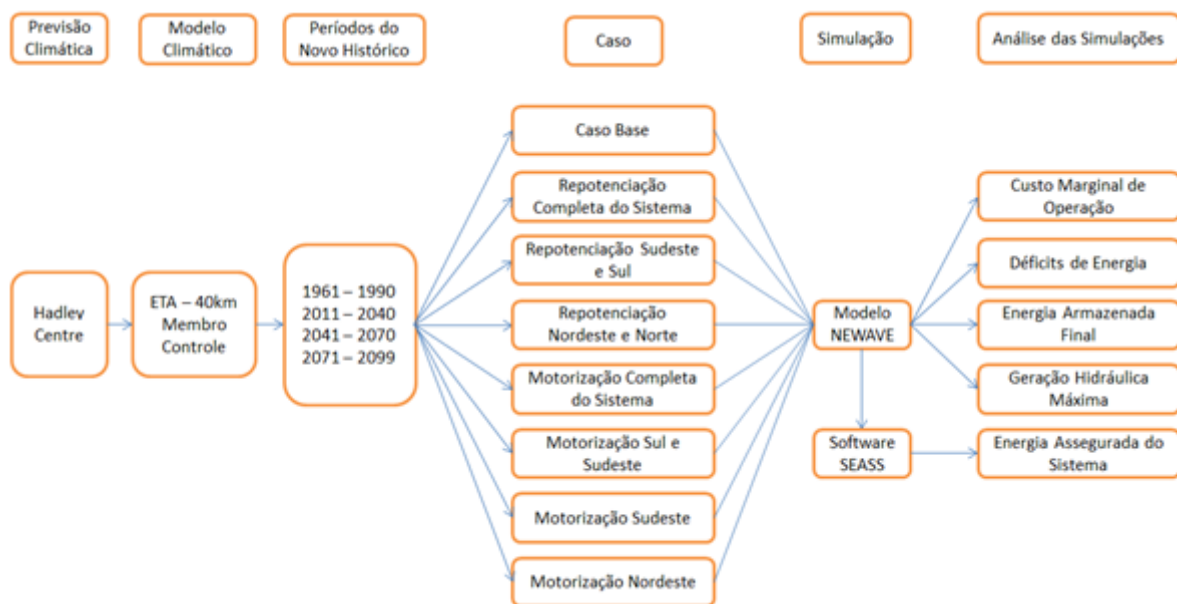 Previsão
Climática
Modelo
Climático
Períodos do
Novo Histórico
Caso
Simulação
Análise das Simulações
Hadley
Centre
ETA – 40km
Membro
Controle
1961 – 1990
2011 – 2040
2041 – 2070
2071 – 2099
Caso Base
Repotenciação
Completa do Sistema
Repotenciação Sudeste
e Sul
Repotenciação
Nordeste e Norte
Motorização Completa
do Sistema
Motorização Sul e
Sudeste
Motorização Sudeste
Motorização Nordeste
Modelo
NEWAVE
Software
SEASS
Custo Marginal de
Operação
Déficits de Energia
Energia Armazenada
Final
Geração Hidráulica
Máxima
Energia Assegurada do
Sistema